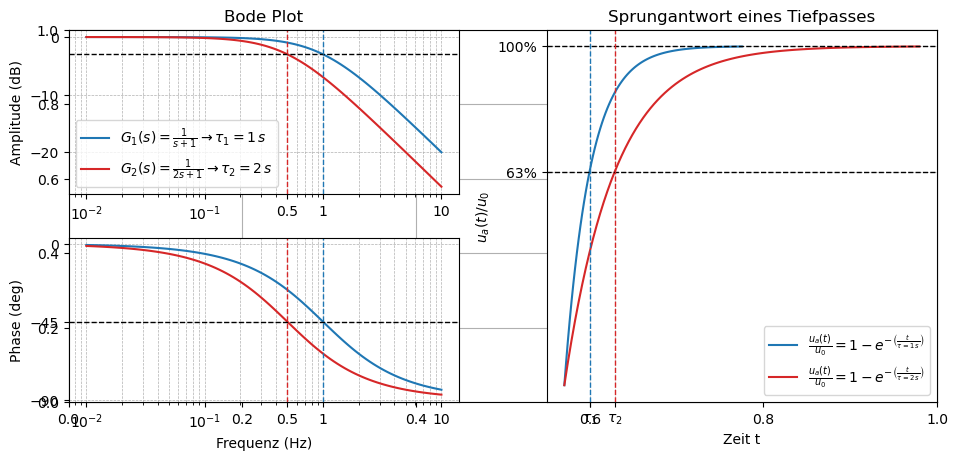 Bode Plot
Sprungantwort eines Tiefpasses
Amplitude (dB)
1.0
0
−10
0.8
−20
0.6
G₁(s) = 1/(s+1) → τ₁ = 1 s
G₂(s) = 1/(2s+1) → τ₂ = 2 s
10⁻² 10⁻¹ 0.5 1 10
Phase (deg)
0
0.4
-45
0.2
−90
0.0
0.0 10⁻² 10⁻¹ 0.2 0.5 1 0.4 10
Frequenz (Hz)
u_a(t)/u₀
100%
63%
u_a(t)/u₀ = 1 − e^−(t/(τ=1s))
u_a(t)/u₀ = 1 − e^−(t/(τ=2s))
0.6 τ₂ 0.8 1.0
Zeit t